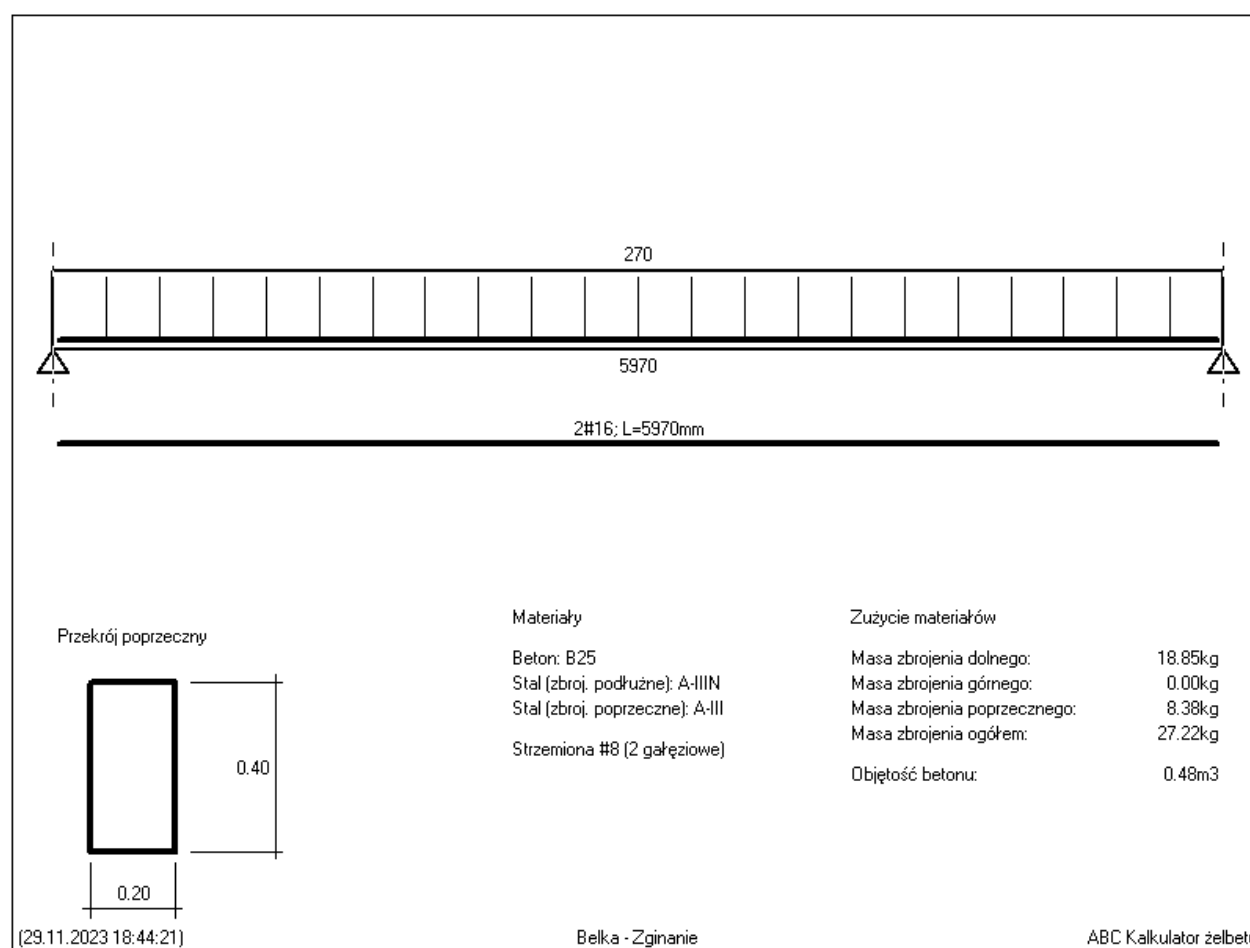 270
5970
2#16; L=5970mm
Przekrój poprzeczny
0.40
0.20
Materiały
Beton: B25
Stal (zbroj. podłużne): A-IIIN
Stal (zbroj. poprzeczne): A-III
Strzemiona #8 (2 gałęziowe)
Zużycie materiałów
Masa zbrojenia dolnego: 18.85kg
Masa zbrojenia górnego: 0.00kg
Masa zbrojenia poprzecznego: 8.38kg
Masa zbrojenia ogółem: 27.22kg
Objętość betonu: 0.48m3
(29.11.2023 18:44:21) Belka - Zginanie ABC Kalkulator żelbetu